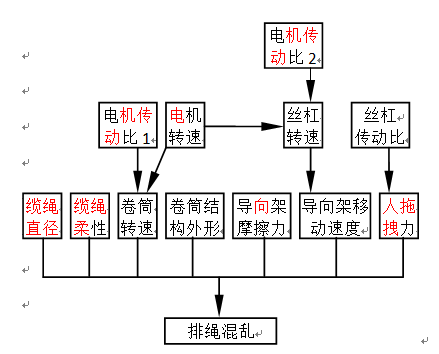 电机传
动比 2
电机传
动比 1
电机
转速
丝杠
转速
丝杠
传动比
缆绳
直径
缆绳
柔性
卷筒
转速
卷筒结
构外形
导向架
摩擦力
导向架移
动速度
人拖
拽力
排绳混乱